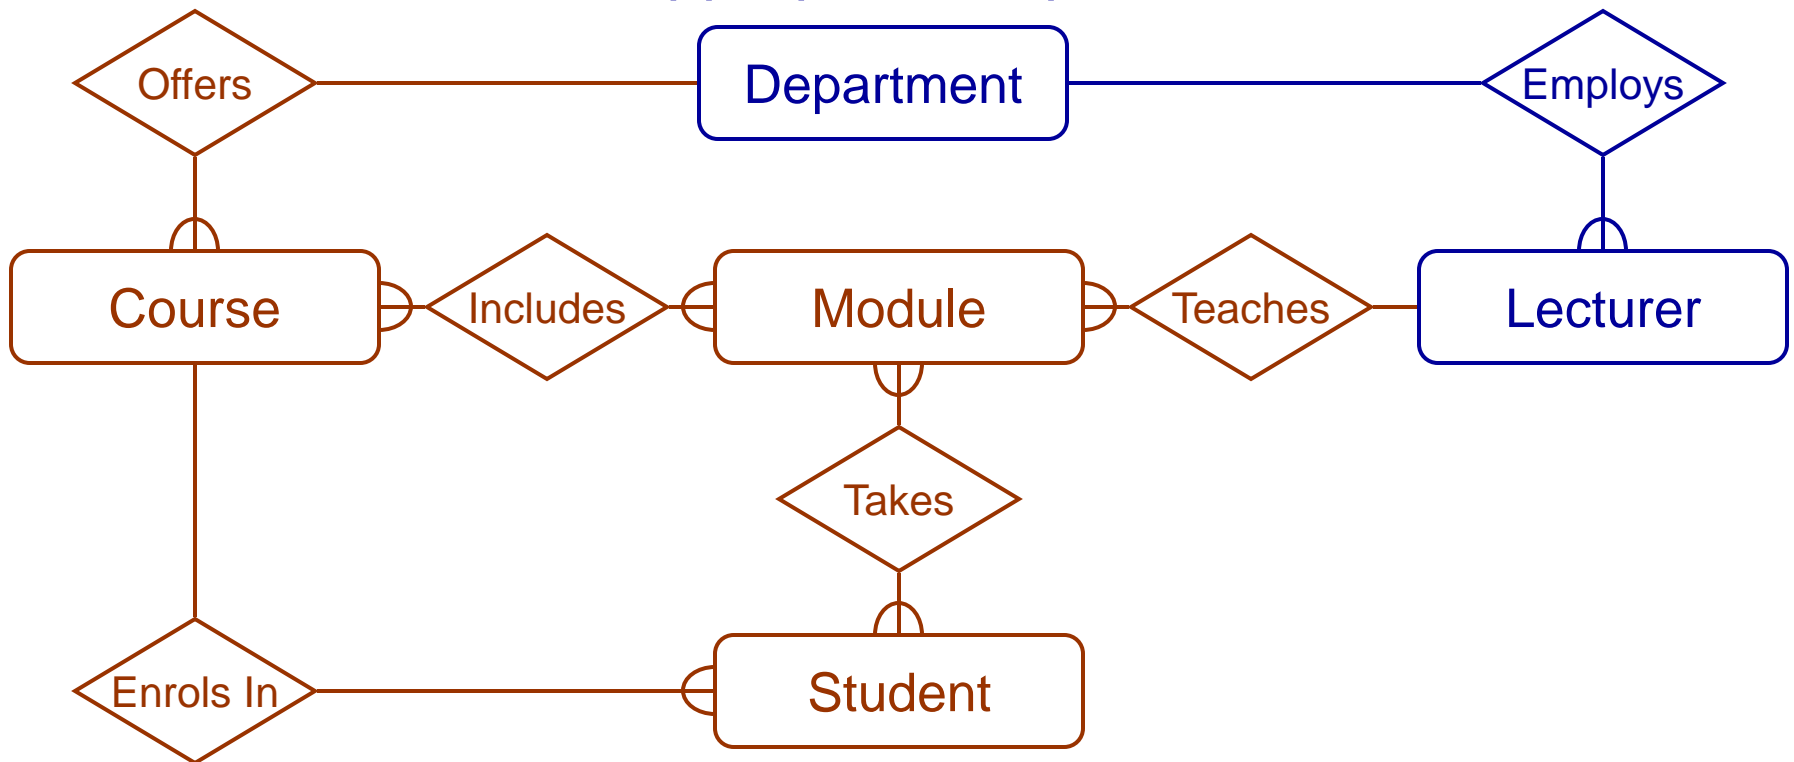 Offers
Department
Employs
Course
Includes
Module
Teaches
Lecturer
Takes
Enrols In
Student